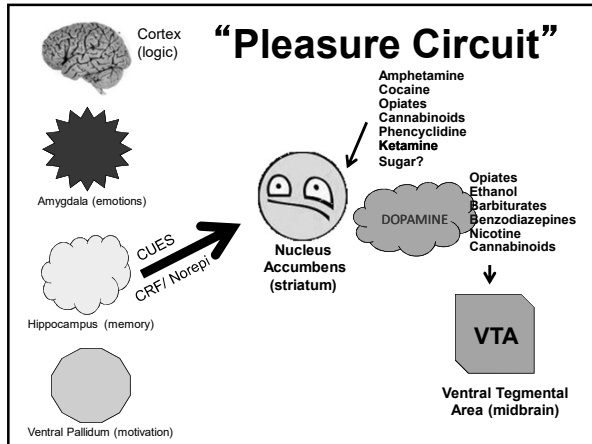 Cortex
(logic)
“Pleasure Circuit”
Amphetamine
Cocaine
Opiates
Cannabinoids
Phencyclidine
Ketamine
Sugar?
Amygdala (emotions)
Opiates
Ethanol
Barbiturates
Benzodiazepines
Nicotine
Cannabinoids
DOPAMINE
Nucleus
Accumbens
(striatum)
CUES
CRF/ Norepi
Hippocampus (memory)
VTA
Ventral Tegmental
Area (midbrain)
Ventral Pallidum (motivation)